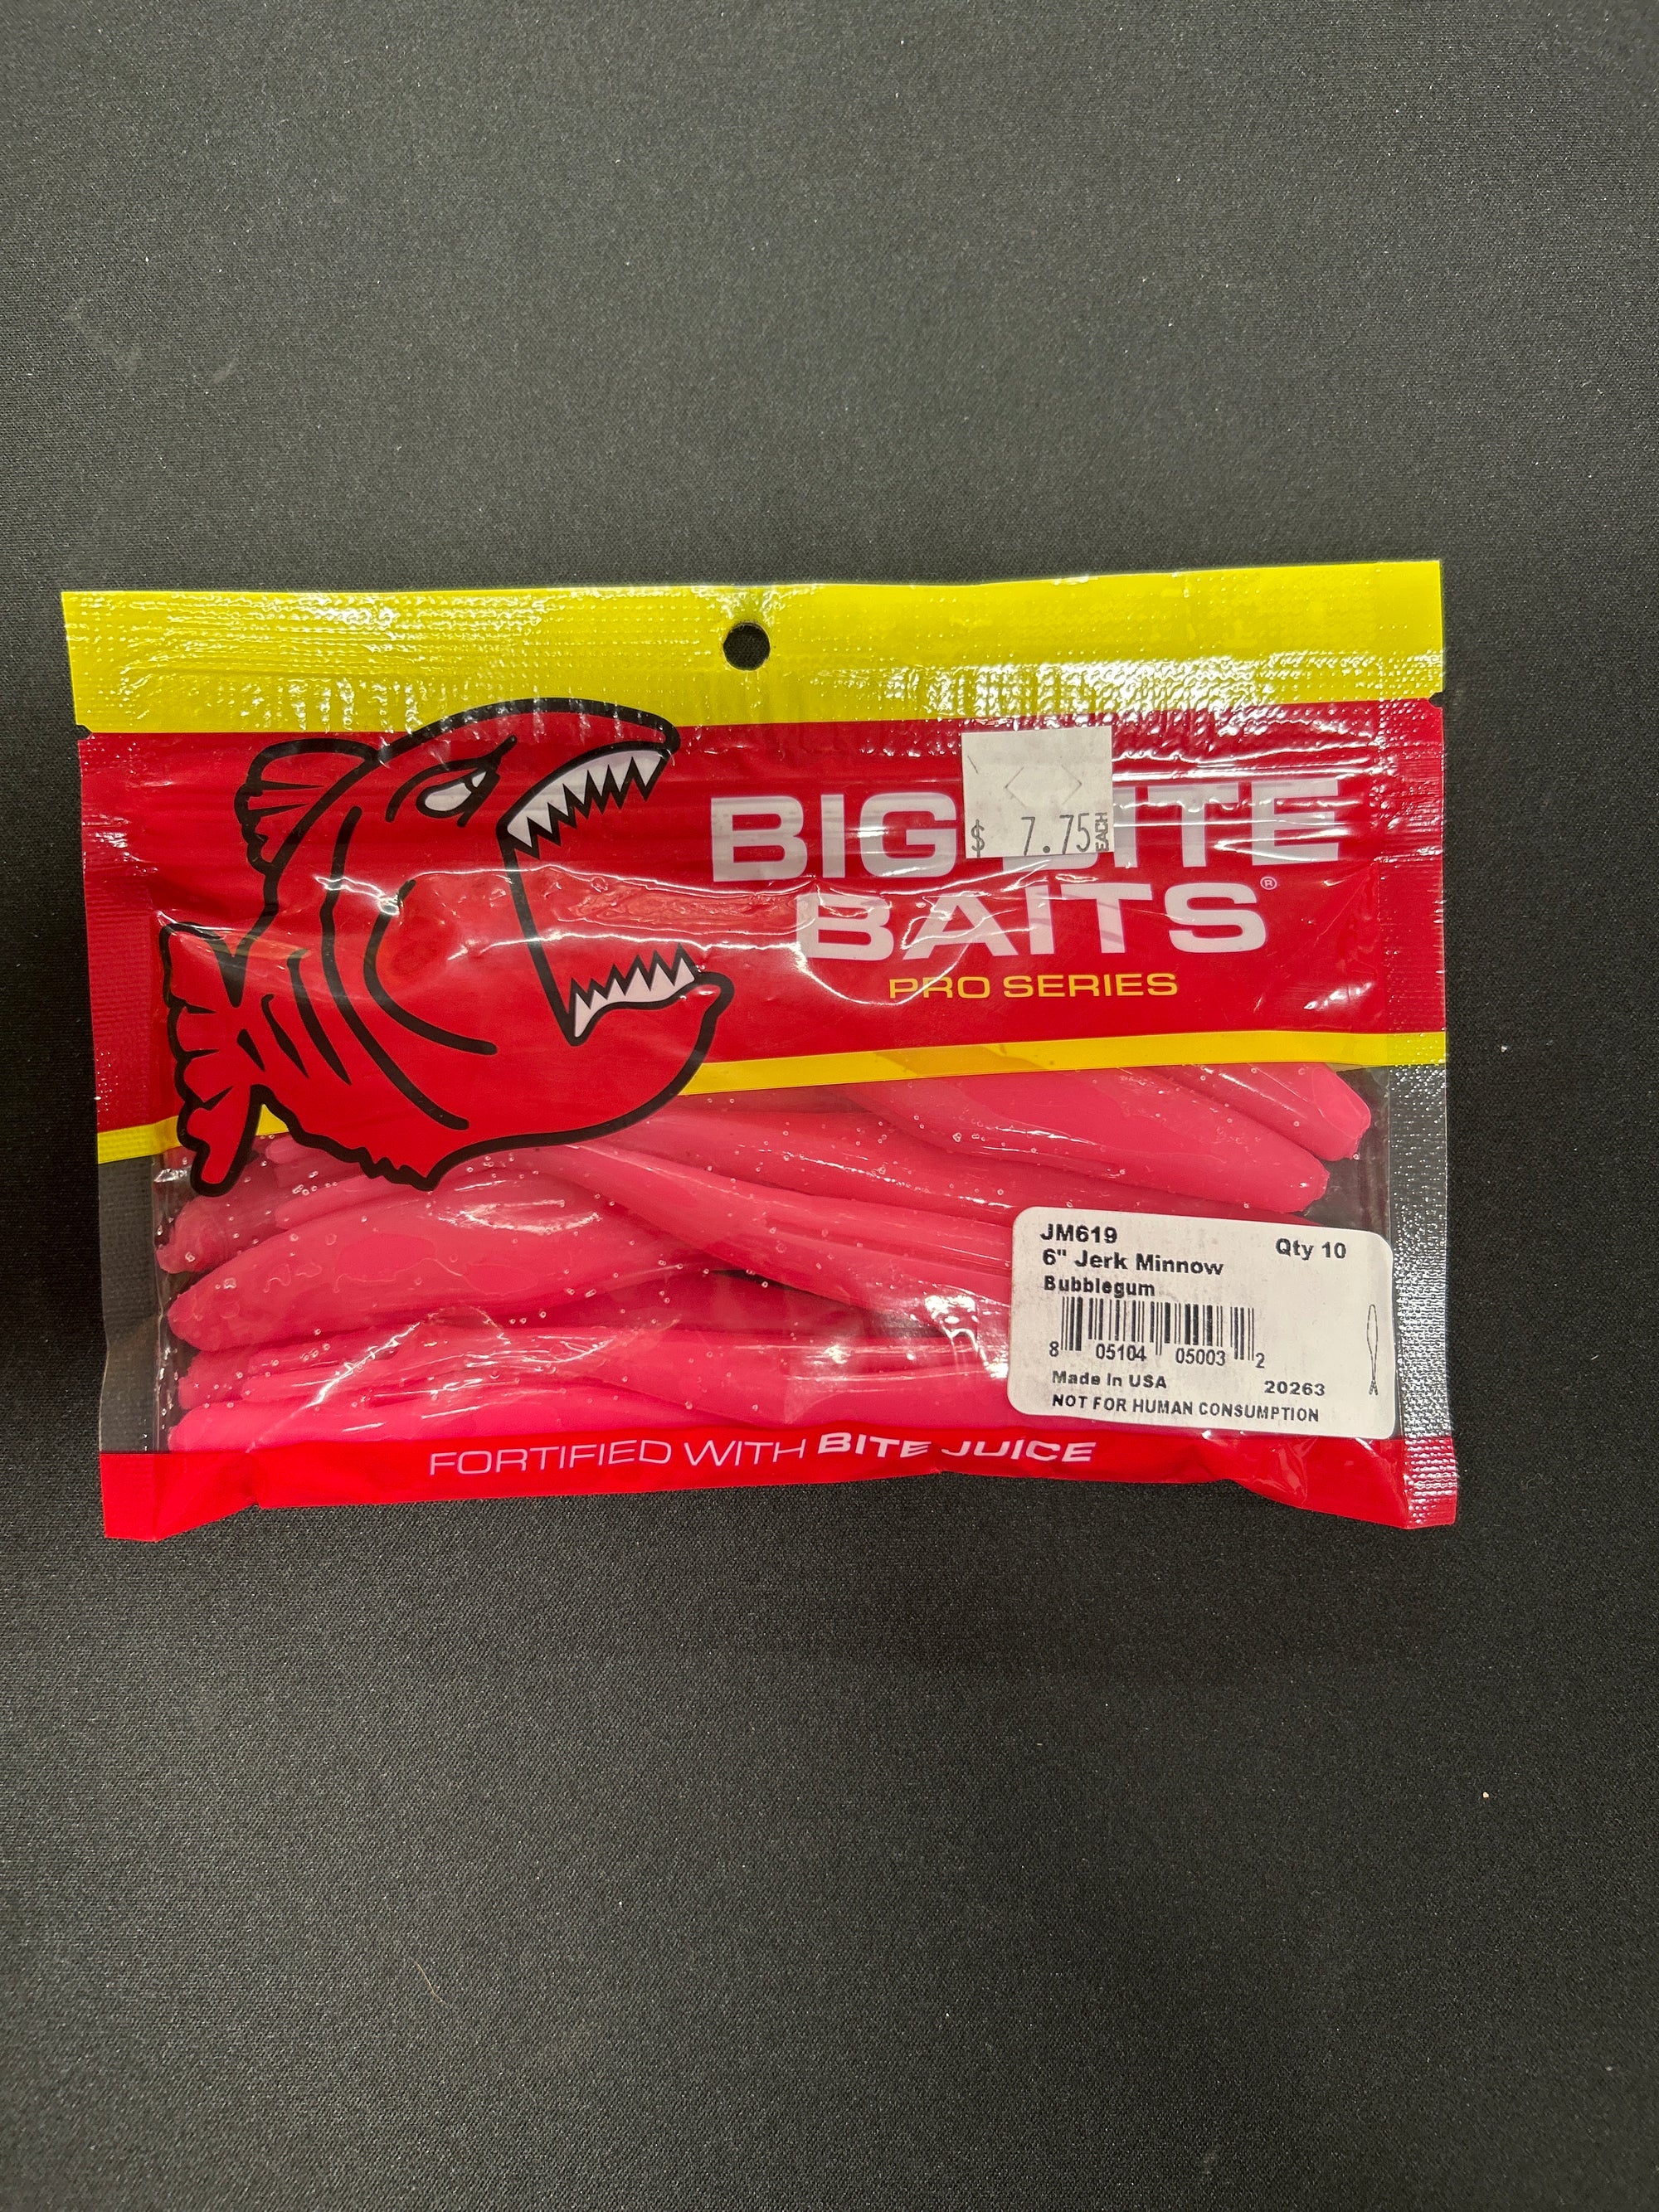 $ 7.75 EACH
BIG BITE
BAITS®
PRO SERIES
JM619
Qty 10
6" Jerk Minnow
Bubblegum
8 05104 05003 2
Made In USA
20263
NOT FOR HUMAN CONSUMPTION
FORTIFIED WITH BITE JUICE